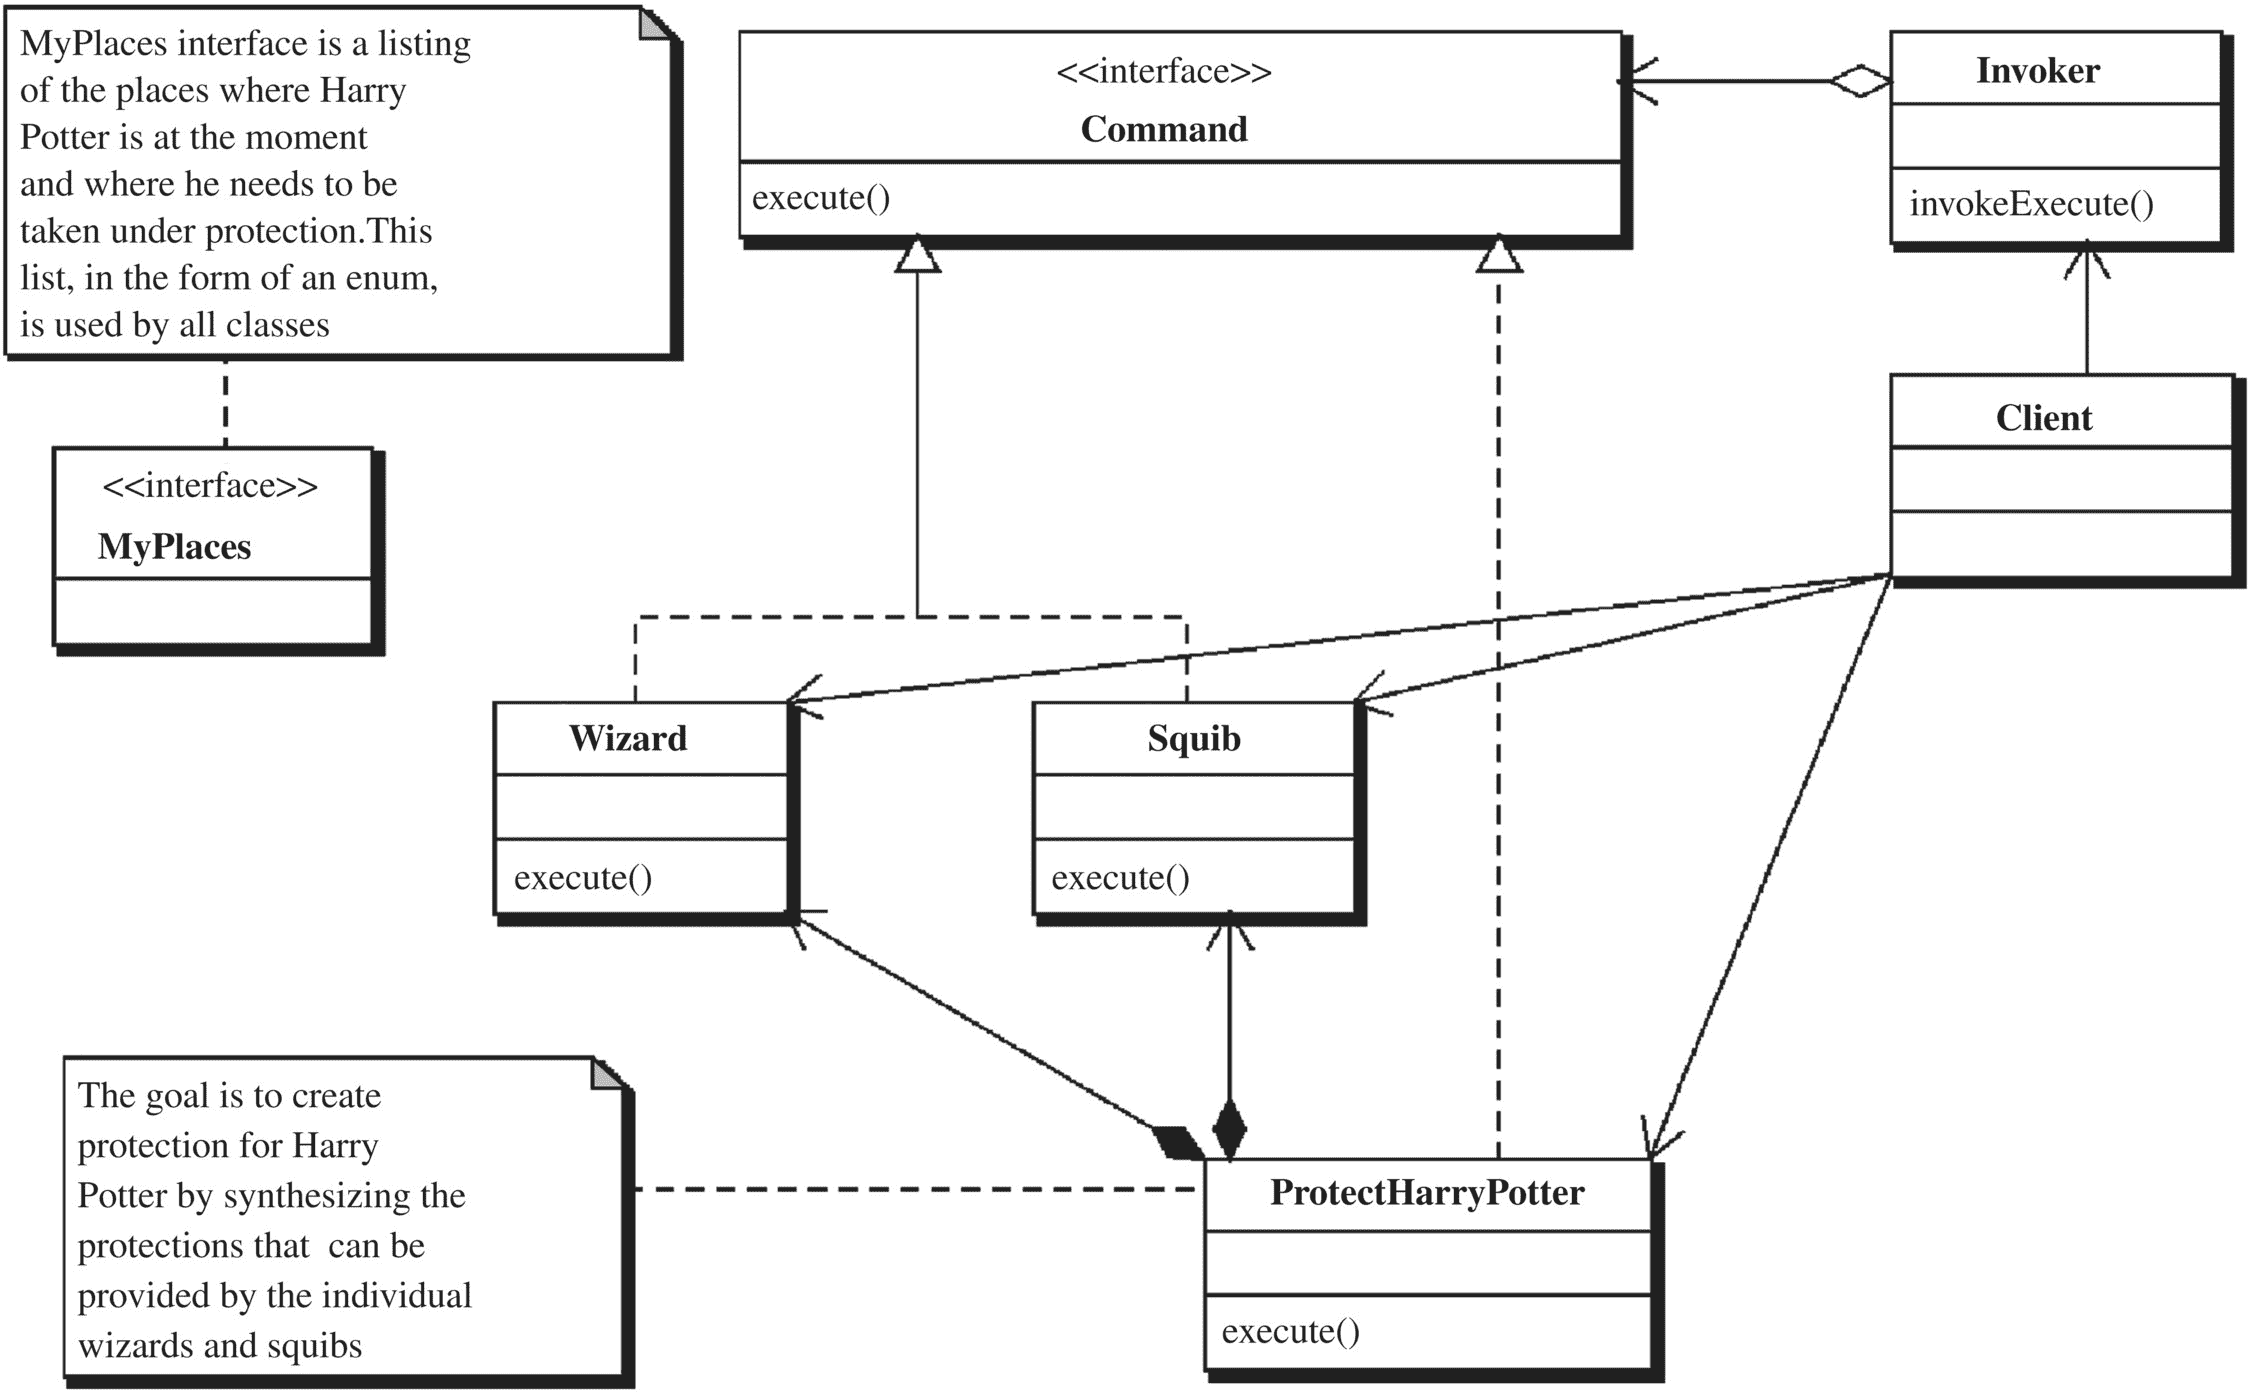 MyPlaces interface is a listing
of the places where Harry
Potter is at the moment
and where he needs to be
taken under protection.This
list, in the form of an enum,
is used by all classes
<<interface>>
Command
execute()
Invoker
invokeExecute()
Client
<<interface>>
MyPlaces
Wizard
execute()
Squib
execute()
The goal is to create
protection for Harry
Potter by synthesizing the
protections that  can be
provided by the individual
wizards and squibs
ProtectHarryPotter
execute()